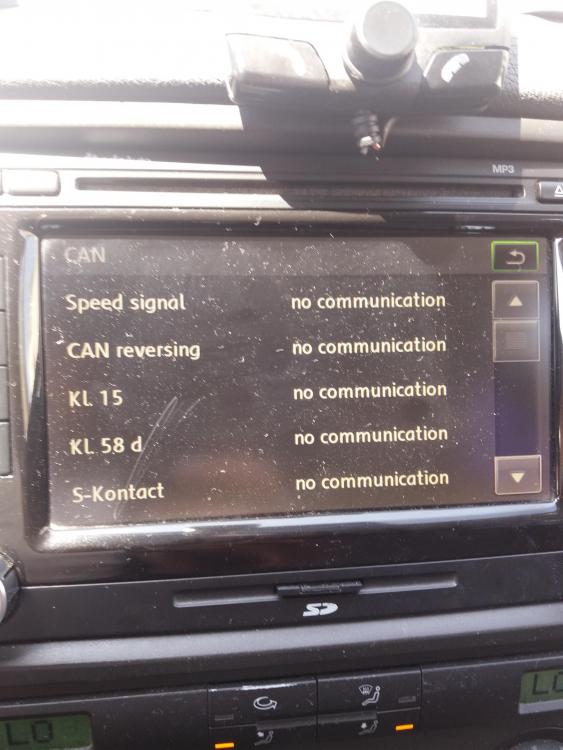 MP3
CAN
Speed signal no communication
CAN reversing no communication
Kl. 15 no communication
Kl. 58 d no communication
S-Kontact no communication
SD
LO LO